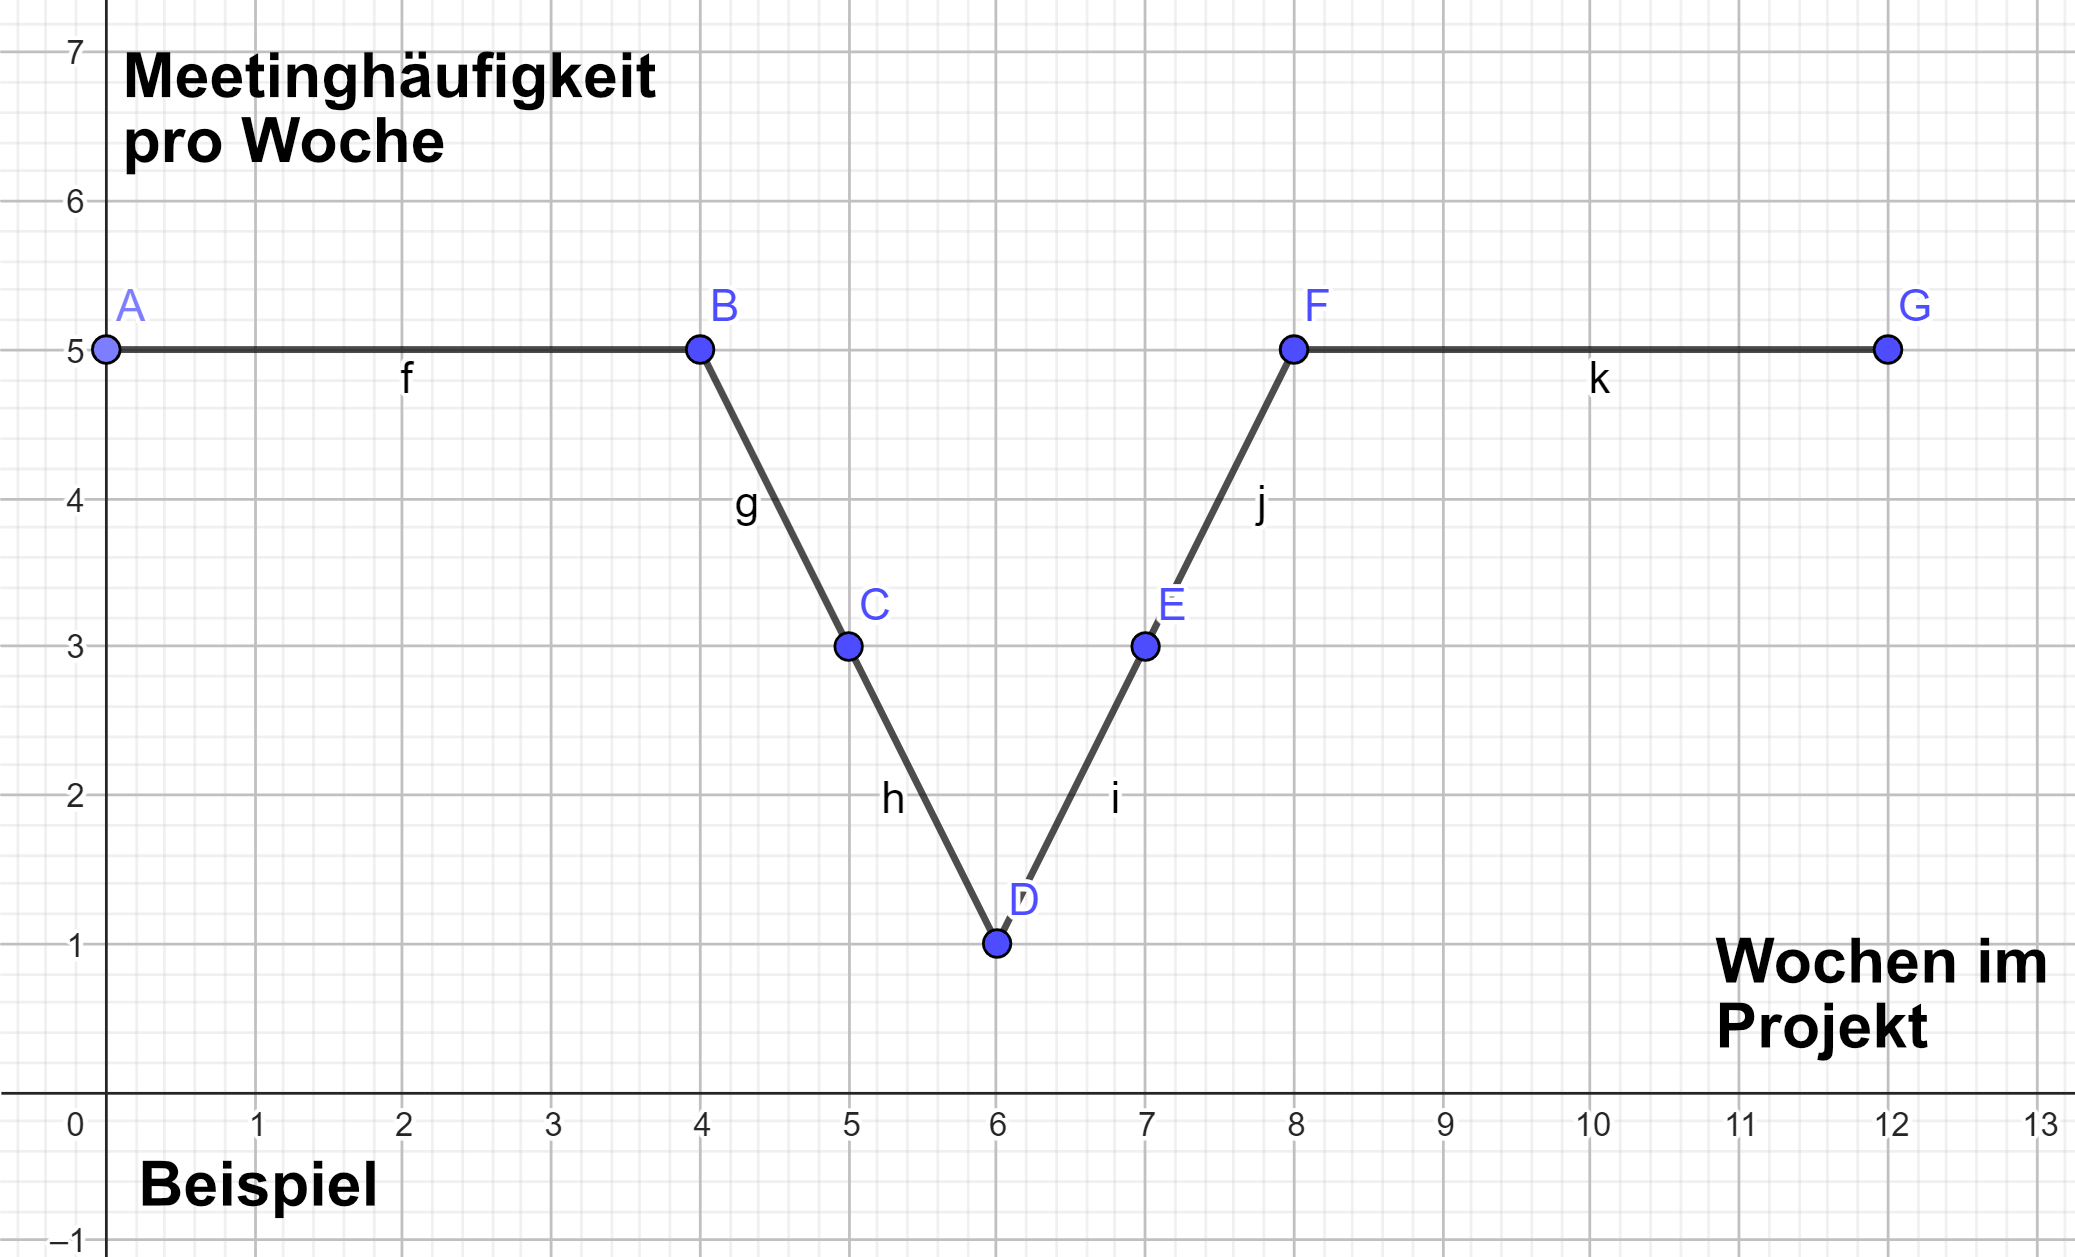 7
Meetinghäufigkeit
pro Woche
6
A
B
F
G
5
f
k
4
g
j
C
E
3
2
h
i
D
1
Wochen im
Projekt
0 1 2 3 4 5 6 7 8 9 10 11 12 13
Beispiel
–1